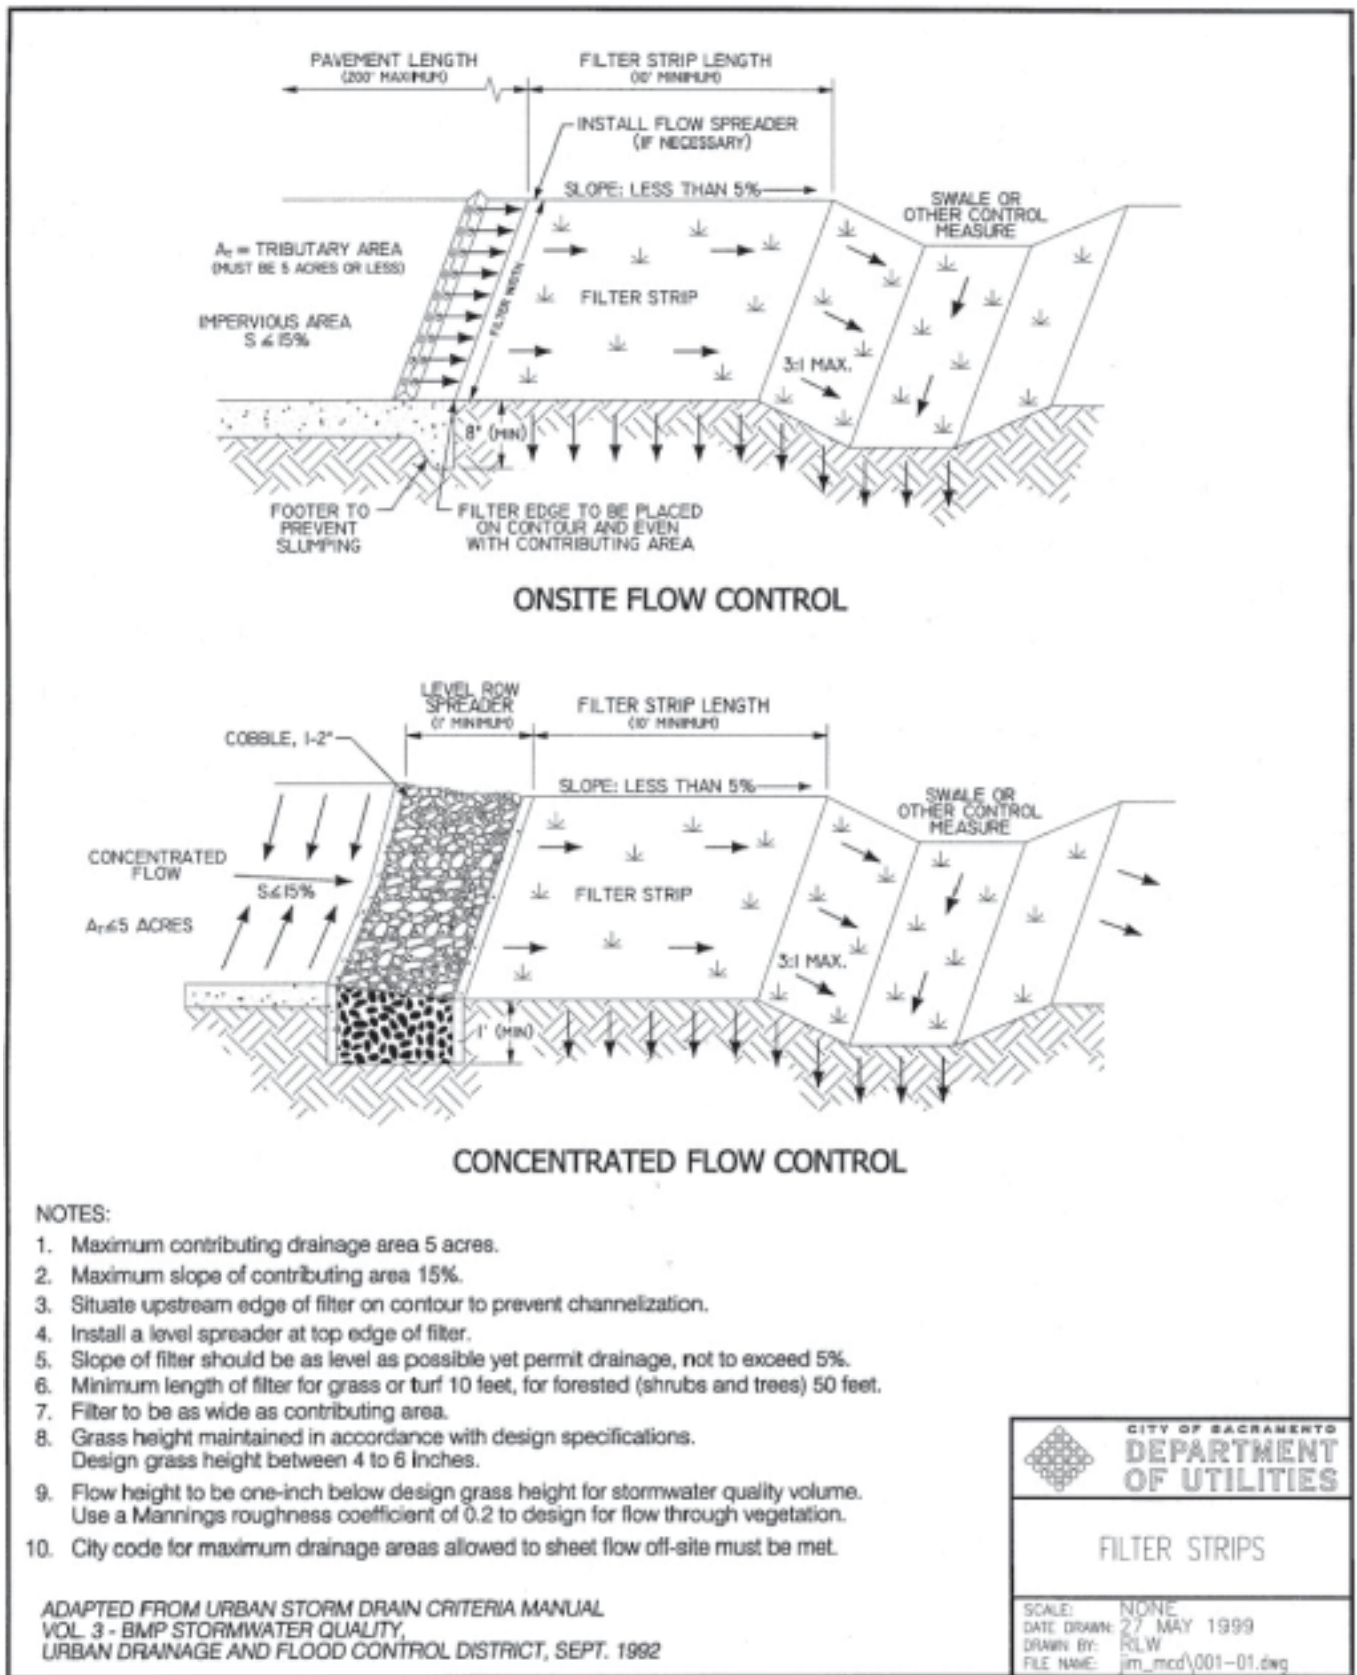 PAVEMENT LENGTH
(200' MAXIMUM)
FILTER STRIP LENGTH
(10' MINIMUM)
INSTALL FLOW SPREADER
(IF NECESSARY)
SLOPE: LESS THAN 5%
SWALE OR
OTHER CONTROL
MEASURE
At = TRIBUTARY AREA
(MUST BE 5 ACRES OR LESS)
IMPERVIOUS AREA
S ≤ 15%
FILTER WIDTH
FILTER STRIP
3:1 MAX.
8" (MIN)
FOOTER TO
PREVENT
SLUMPING
FILTER EDGE TO BE PLACED
ON CONTOUR AND EVEN
WITH CONTRIBUTING AREA
ONSITE FLOW CONTROL
LEVEL ROW
SPREADER
(1' MINIMUM)
FILTER STRIP LENGTH
(10' MINIMUM)
COBBLE, 1-2"
SLOPE: LESS THAN 5%
SWALE OR
OTHER CONTROL
MEASURE
CONCENTRATED
FLOW
S≤15%
AT≤5 ACRES
FILTER STRIP
3:1 MAX.
1' (MIN)
CONCENTRATED FLOW CONTROL
NOTES:
1. Maximum contributing drainage area 5 acres.
2. Maximum slope of contributing area 15%.
3. Situate upstream edge of filter on contour to prevent channelization.
4. Install a level spreader at top edge of filter.
5. Slope of filter should be as level as possible yet permit drainage, not to exceed 5%.
6. Minimum length of filter for grass or turf 10 feet, for forested (shrubs and trees) 50 feet.
7. Filter to be as wide as contributing area.
8. Grass height maintained in accordance with design specifications.
Design grass height between 4 to 6 inches.
9. Flow height to be one-inch below design grass height for stormwater quality volume.
Use a Mannings roughness coefficient of 0.2 to design for flow through vegetation.
10. City code for maximum drainage areas allowed to sheet flow off-site must be met.
ADAPTED FROM URBAN STORM DRAIN CRITERIA MANUAL
VOL. 3 - BMP STORMWATER QUALITY,
URBAN DRAINAGE AND FLOOD CONTROL DISTRICT, SEPT. 1992
CITY OF SACRAMENTO
DEPARTMENT
OF UTILITIES
FILTER STRIPS
SCALE: NONE
DATE DRAWN: 27 MAY 1999
DRAWN BY: RLW
FILE NAME: jim_mcd\001-01.dwg